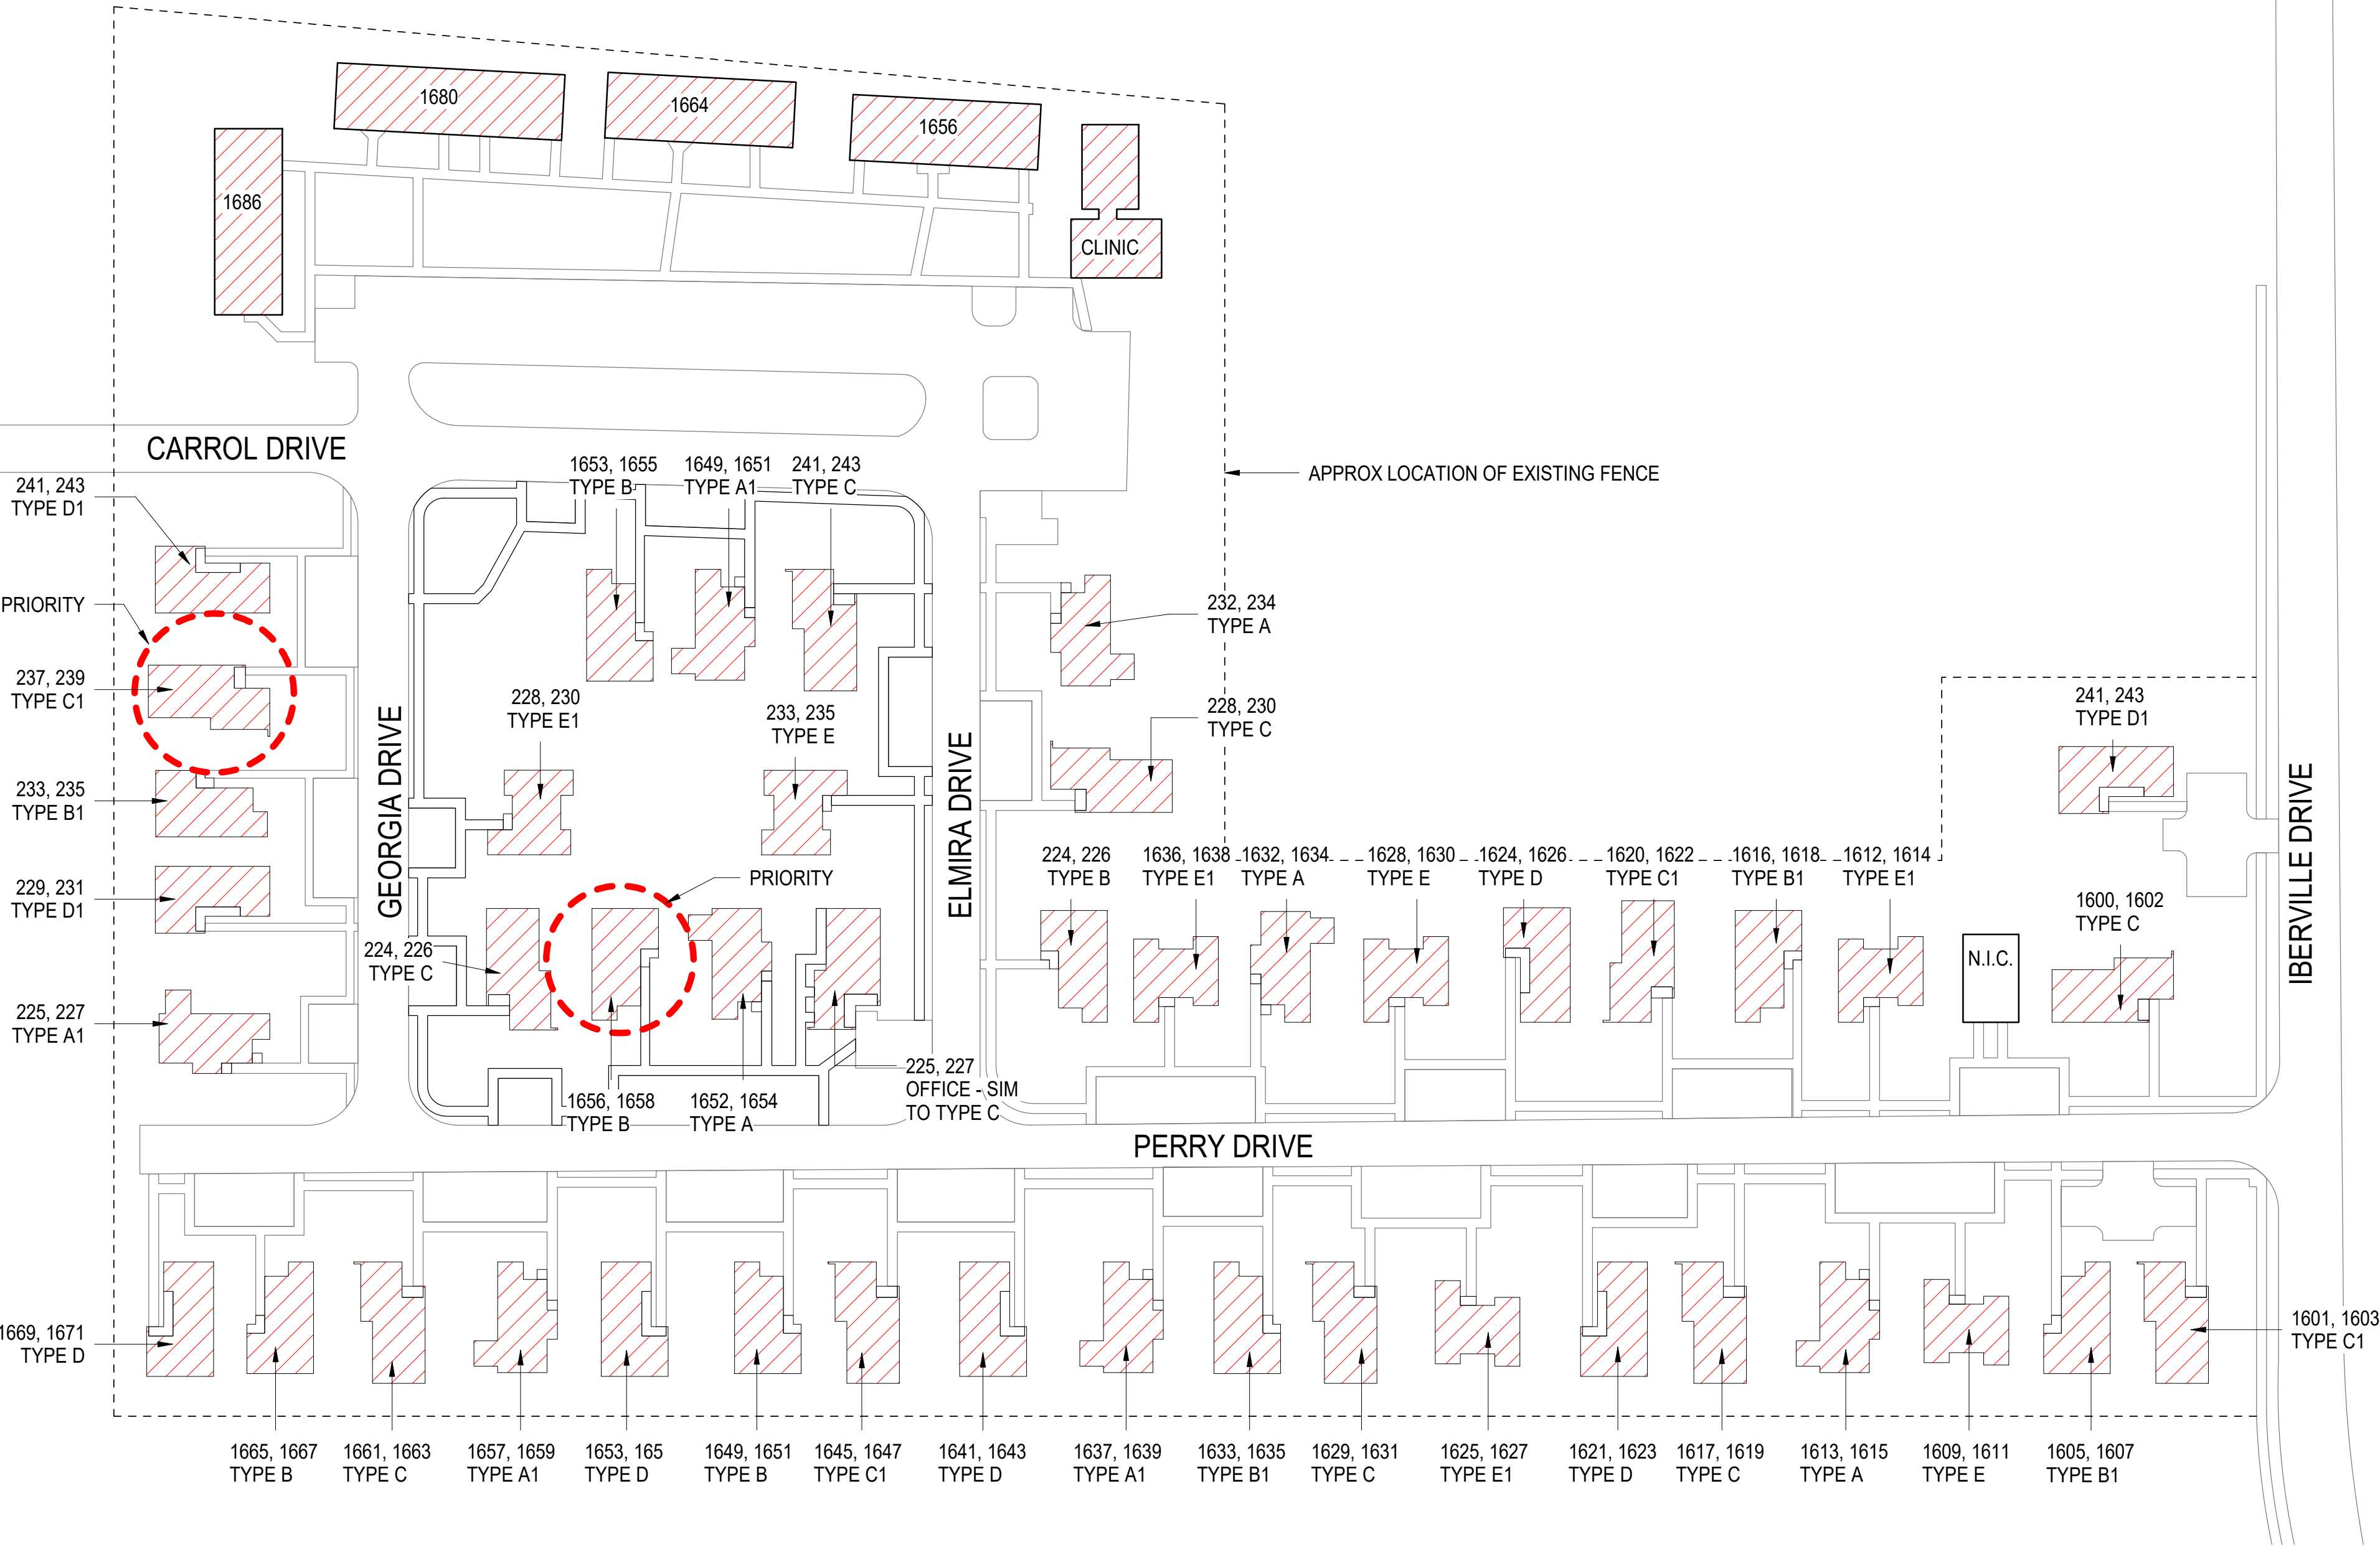 1680
1664
1656
1686
CLINIC
CARROL DRIVE
1653, 1655
TYPE B
1649, 1651
TYPE A1
241, 243
TYPE C
APPROX LOCATION OF EXISTING FENCE
241, 243
TYPE D1
PRIORITY
237, 239
TYPE C1
233, 235
TYPE B1
229, 231
TYPE D1
225, 227
TYPE A1
GEORGIA DRIVE
228, 230
TYPE E1
233, 235
TYPE E
PRIORITY
224, 226
TYPE C
1656, 1658
TYPE B
1652, 1654
TYPE A
225, 227
OFFICE - SIM
TO TYPE C
ELMIRA DRIVE
232, 234
TYPE A
228, 230
TYPE C
224, 226
TYPE B
1636, 1638
TYPE E1
1632, 1634
TYPE A
1628, 1630
TYPE E
1624, 1626
TYPE D
1620, 1622
TYPE C1
1616, 1618
TYPE B1
1612, 1614
TYPE E1
N.I.C.
241, 243
TYPE D1
1600, 1602
TYPE C
IBERVILLE DRIVE
PERRY DRIVE
1669, 1671
TYPE D
1665, 1667
TYPE B
1661, 1663
TYPE C
1657, 1659
TYPE A1
1653, 165
TYPE D
1649, 1651
TYPE B
1645, 1647
TYPE C1
1641, 1643
TYPE D
1637, 1639
TYPE A1
1633, 1635
TYPE B1
1629, 1631
TYPE C
1625, 1627
TYPE E1
1621, 1623
TYPE D
1617, 1619
TYPE C
1613, 1615
TYPE A
1609, 1611
TYPE E
1605, 1607
TYPE B1
1601, 1603
TYPE C1